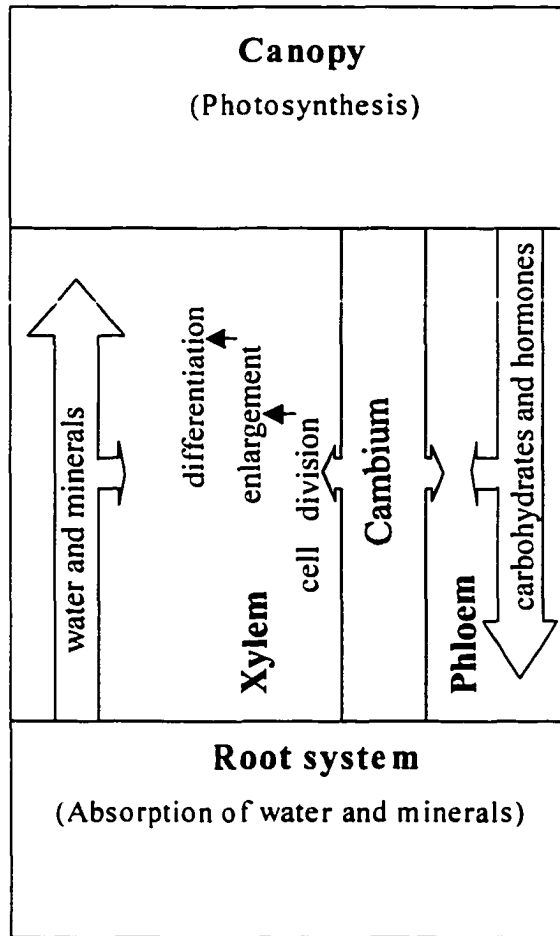 Canopy
(Photosynthesis)
water and minerals
differentiation
enlargement
cell division
Xylem
Cambium
Phloem
carbohydrates and hormones
Root system
(Absorption of water and minerals)